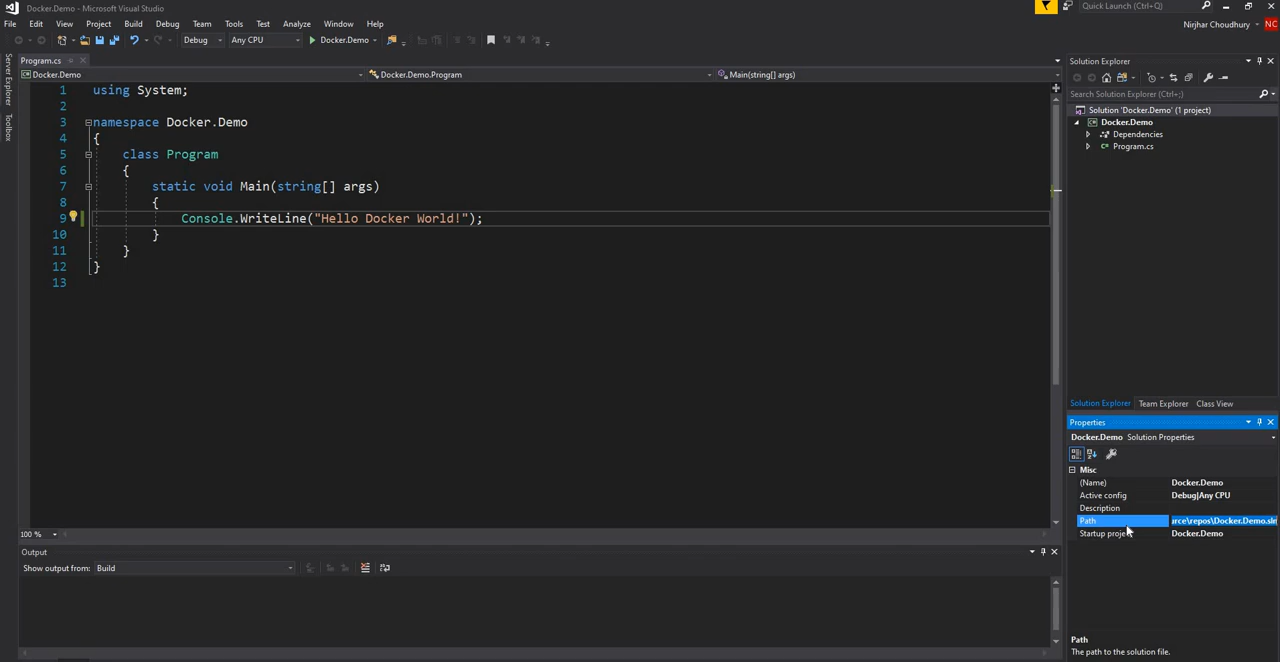 Docker.Demo - Microsoft Visual Studio
Quick Launch (Ctrl+Q)
File Edit View Project Build Debug Team Tools Test Analyze Window Help
Nirjhar Choudhury NC
Debug Any CPU Docker.Demo
Server Explorer
Toolbox
Program.cs
Docker.Demo Docker.Demo.Program Main(string[] args)
1 using System;
2
3 namespace Docker.Demo
4 {
5 class Program
6 {
7 static void Main(string[] args)
8 {
9 Console.WriteLine("Hello Docker World!");
10 }
11 }
12 }
13
100 %
Output
Show output from: Build
Solution Explorer
Search Solution Explorer (Ctrl+;)
Solution 'Docker.Demo' (1 project)
Docker.Demo
Dependencies
C# Program.cs
Solution Explorer Team Explorer Class View
Properties
Docker.Demo Solution Properties
Misc
(Name) Docker.Demo
Active config Debug|Any CPU
Description
Path urce\repos\Docker.Demo.sln
Startup project Docker.Demo
Path
The path to the solution file.